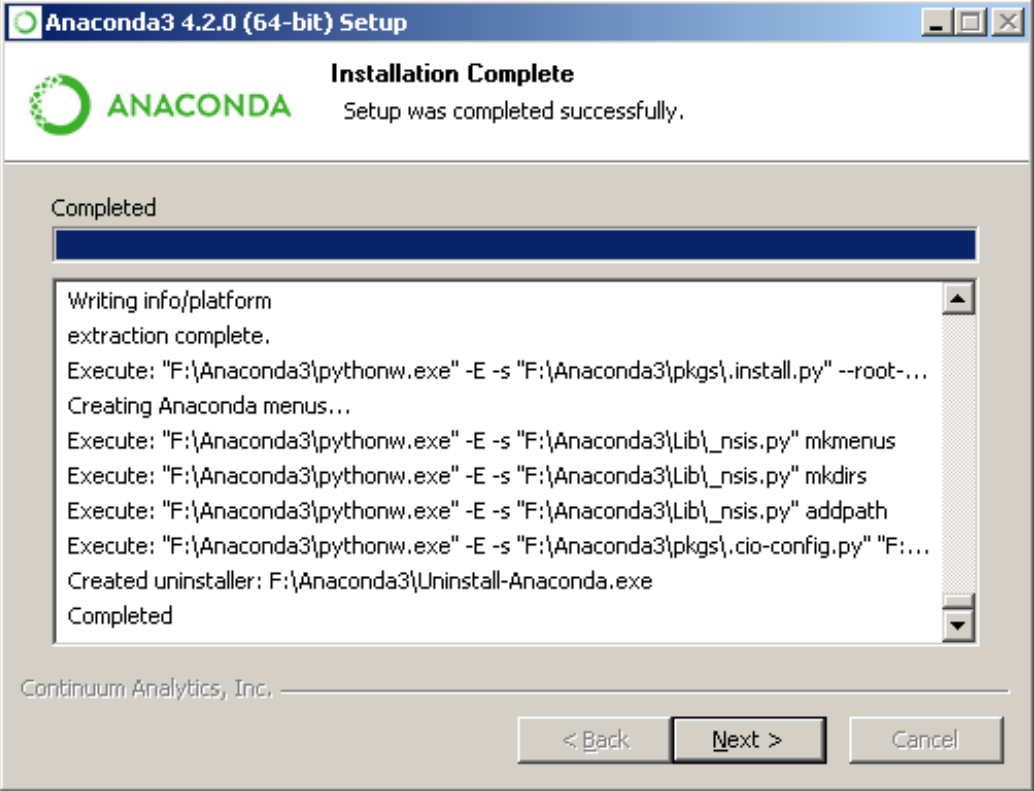 Anaconda3 4.2.0 (64-bit) Setup
ANACONDA
Installation Complete
Setup was completed successfully.
Completed
Writing info/platform
extraction complete.
Execute: "F:\Anaconda3\pythonw.exe" -E -s "F:\Anaconda3\pkgs\.install.py" --root-...
Creating Anaconda menus...
Execute: "F:\Anaconda3\pythonw.exe" -E -s "F:\Anaconda3\Lib\_nsis.py" mkmenus
Execute: "F:\Anaconda3\pythonw.exe" -E -s "F:\Anaconda3\Lib\_nsis.py" mkdirs
Execute: "F:\Anaconda3\pythonw.exe" -E -s "F:\Anaconda3\Lib\_nsis.py" addpath
Execute: "F:\Anaconda3\pythonw.exe" -E -s "F:\Anaconda3\pkgs\.cio-config.py" "F:...
Created uninstaller: F:\Anaconda3\Uninstall-Anaconda.exe
Completed
Continuum Analytics, Inc.
< Back
Next >
Cancel